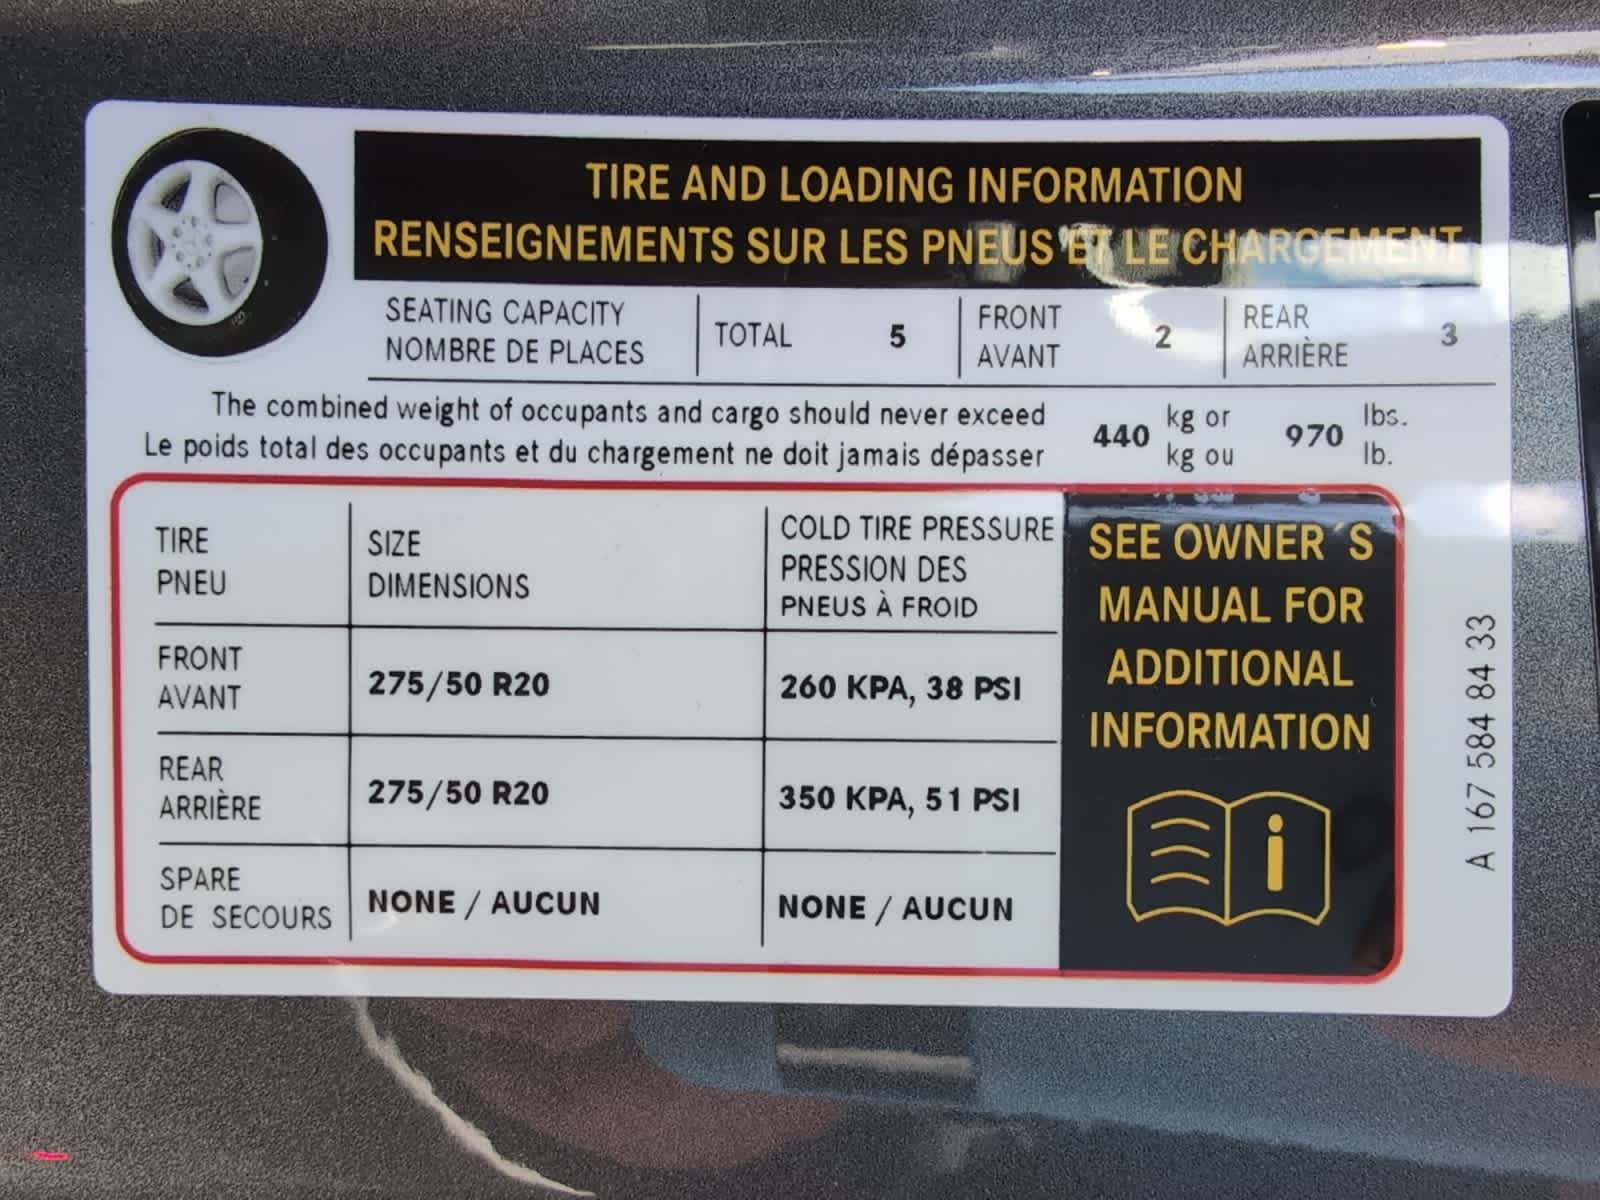 TIRE AND LOADING INFORMATION
RENSEIGNEMENTS SUR LES PNEUS ET LE CHARGEMENT
SEATING CAPACITY
NOMBRE DE PLACES
TOTAL 5
FRONT
AVANT
2
REAR
ARRIÈRE
3
The combined weight of occupants and cargo should never exceed
Le poids total des occupants et du chargement ne doit jamais dépasser
440 kg or
kg ou
970 lbs.
lb.
TIRE
PNEU
SIZE
DIMENSIONS
COLD TIRE PRESSURE
PRESSION DES
PNEUS À FROID
FRONT
AVANT
275/50 R20
260 KPA, 38 PSI
REAR
ARRIÈRE
275/50 R20
350 KPA, 51 PSI
SPARE
DE SECOURS
NONE / AUCUN
NONE / AUCUN
SEE OWNER´S
MANUAL FOR
ADDITIONAL
INFORMATION
A 167 584 84 33